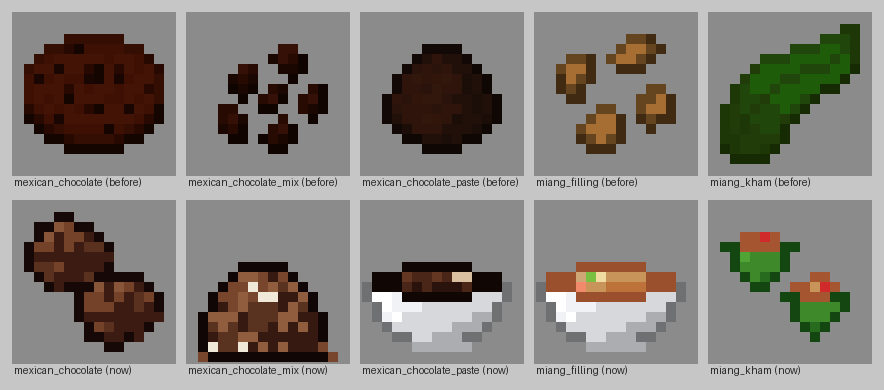 mexican_chocolate (before)
mexican_chocolate_mix (before)
mexican_chocolate_paste (before)
miang_filling (before)
miang_kham (before)
mexican_chocolate (now)
mexican_chocolate_mix (now)
mexican_chocolate_paste (now)
miang_filling (now)
miang_kham (now)